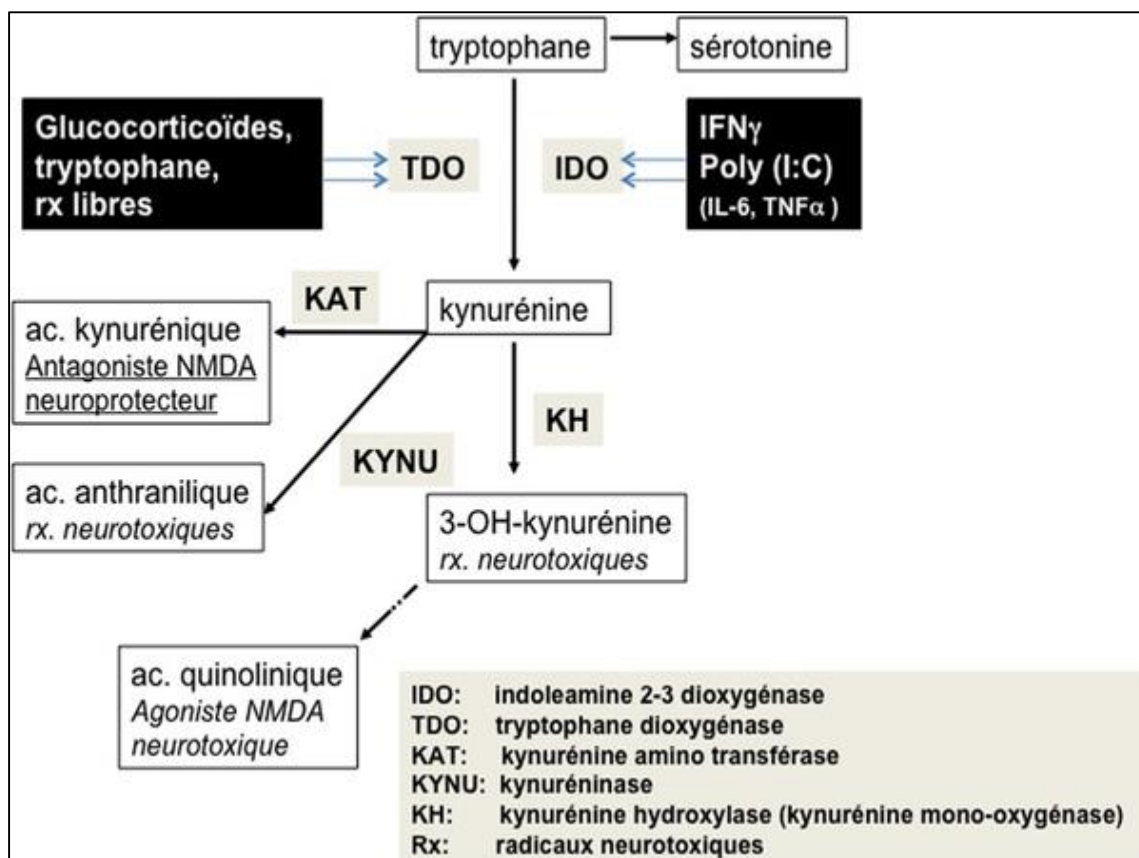 tryptophane
sérotonine
Glucocorticoïdes,
tryptophane,
rx libres
TDO
IDO
IFNγ
Poly (I:C)
(IL-6, TNFα )
KAT
kynurénine
ac. kynurénique
Antagoniste NMDA
neuroprotecteur
KH
KYNU
ac. anthranilique
rx. neurotoxiques
3-OH-kynurénine
rx. neurotoxiques
ac. quinolinique
Agoniste NMDA
neurotoxique
IDO: indoleamine 2-3 dioxygénase
TDO: tryptophane dioxygénase
KAT: kynurénine amino transférase
KYNU: kynuréninase
KH: kynurénine hydroxylase (kynurénine mono-oxygénase)
Rx: radicaux neurotoxiques